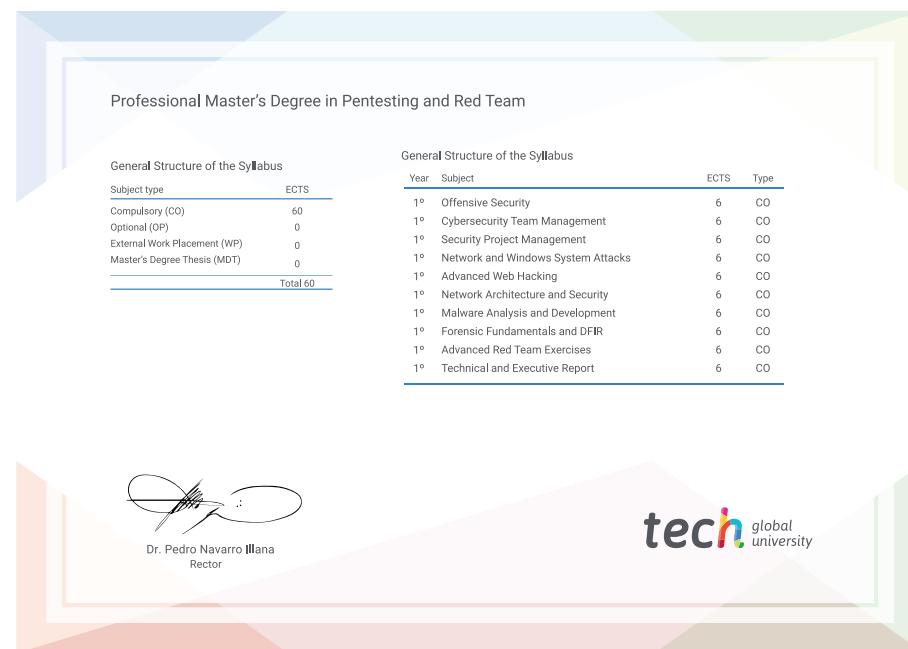 Professional Master's Degree in Pentesting and Red Team
General Structure of the Syllabus
Subject type ECTS
Compulsory (CO) 60
Optional (OP) 0
External Work Placement (WP) 0
Master's Degree Thesis (MDT) 0
Total 60
General Structure of the Syllabus
Year Subject ECTS Type
1º Offensive Security 6 CO
1º Cybersecurity Team Management 6 CO
1º Security Project Management 6 CO
1º Network and Windows System Attacks 6 CO
1º Advanced Web Hacking 6 CO
1º Network Architecture and Security 6 CO
1º Malware Analysis and Development 6 CO
1º Forensic Fundamentals and DFIR 6 CO
1º Advanced Red Team Exercises 6 CO
1º Technical and Executive Report 6 CO
Dr. Pedro Navarro Illana
Rector
tech global
university